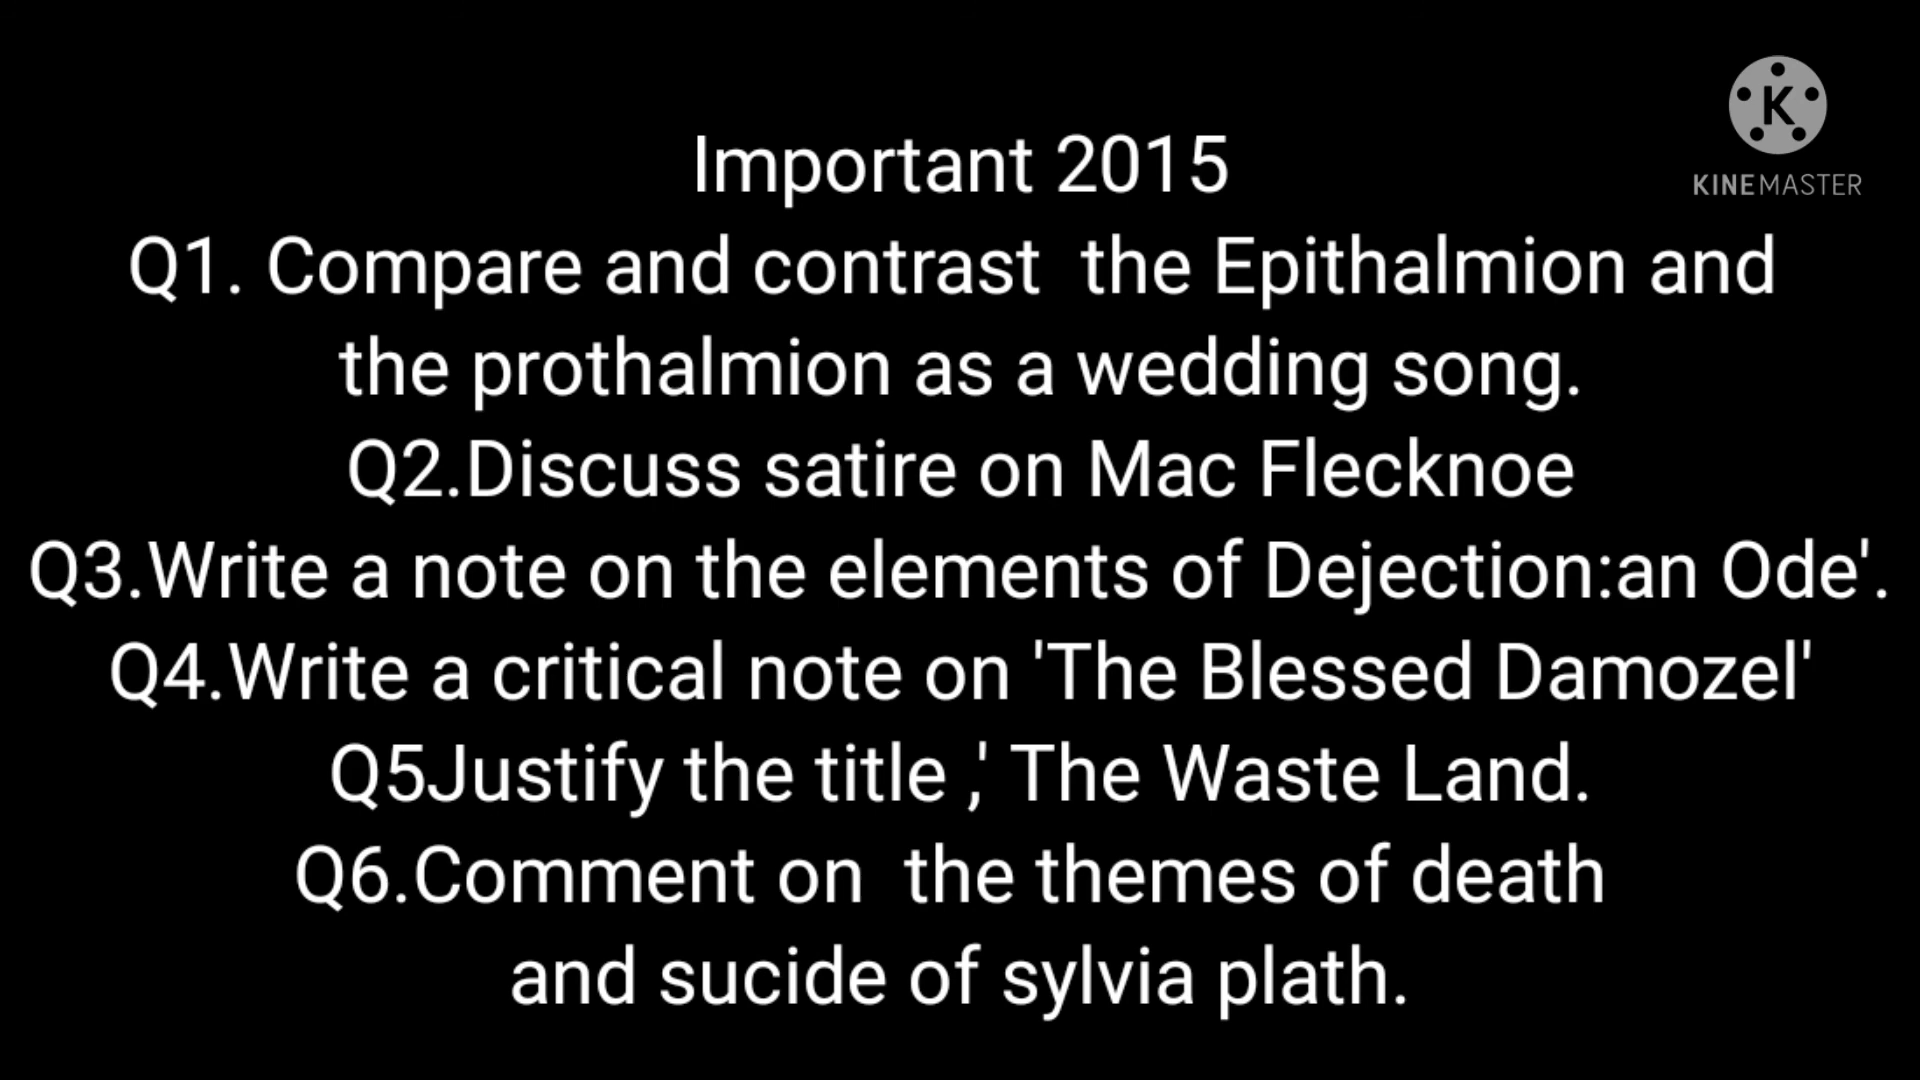 K
KINEMASTER
Important 2015
Q1. Compare and contrast  the Epithalmion and
the prothalmion as a wedding song.
Q2.Discuss satire on Mac Flecknoe
Q3.Write a note on the elements of Dejection:an Ode'.
Q4.Write a critical note on 'The Blessed Damozel'
Q5Justify the title ,' The Waste Land.
Q6.Comment on  the themes of death
and sucide of sylvia plath.